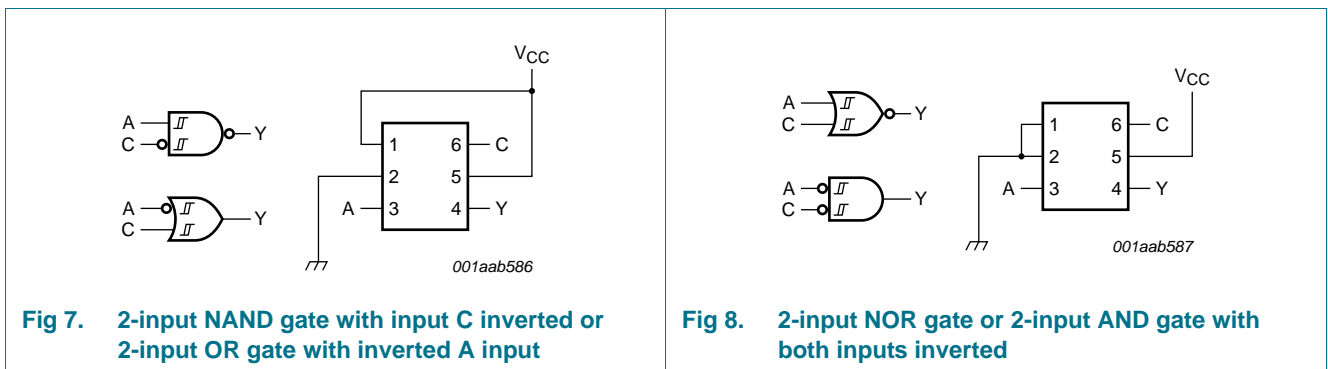 VCC
A
C
Y
A
C
Y
1
6
C
2
5
A
3
4
Y
001aab586
Fig 7. 2-input NAND gate with input C inverted or
2-input OR gate with inverted A input
VCC
A
C
Y
A
C
Y
1
6
C
2
5
A
3
4
Y
001aab587
Fig 8. 2-input NOR gate or 2-input AND gate with
both inputs inverted